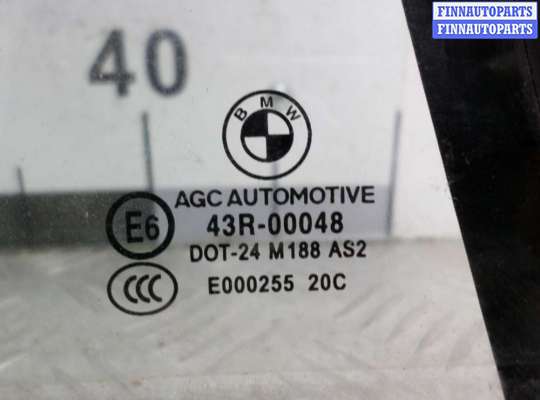 FINNAUTOPARTS
FINNAUTOPARTS
40
BMW
AGC AUTOMOTIVE
E6 43R-00048
DOT-24 M188 AS2
CCC E000255 20C